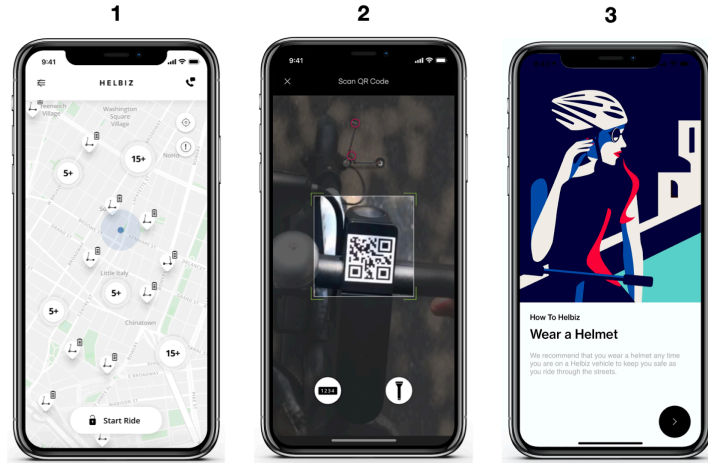 1
9:41
HELBIZ
Greenwich
Village
Washington
Square
Village
NoHo
15+
5+
Little Italy
5+
5+
Chinatown
15+
Start Ride
2
9:41
Scan QR Code
1234
3
How To Helbiz
Wear a Helmet
We recommend that you wear a helmet any time
you are on a Helbiz vehicle to keep you safe as
you ride through the streets.